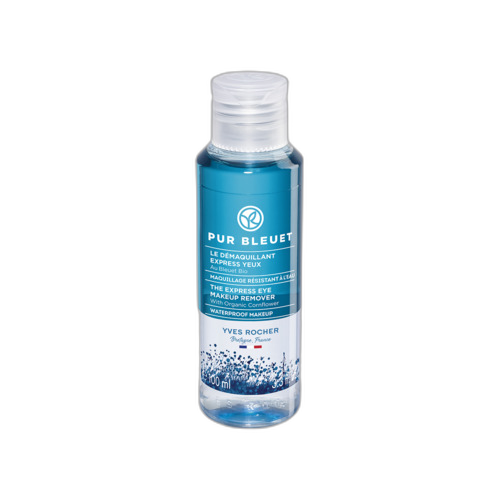 PUR BLEUET
LE DÉMAQUILLANT
EXPRESS YEUX
Au Bleuet Bio
MAQUILLAGE RÉSISTANT À L'EAU
THE EXPRESS EYE
MAKEUP REMOVER
With Organic Cornflower
WATERPROOF MAKEUP
YVES ROCHER
Bretagne, France
100 ml